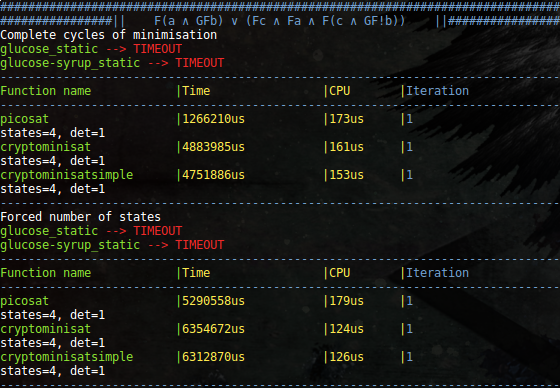 ################################################################################
################||    F(a ∧ GFb) ∨ (Fc ∧ Fa ∧ F(c ∧ GF!b))    ||################
Complete cycles of minimisation
glucose_static --> TIMEOUT
glucose-syrup_static --> TIMEOUT
--------------------------------------------------------------------------------
Function name |Time |CPU |Iteration
--------------------------------------------------------------------------------
picosat |1266210us |173us |1
states=4, det=1
cryptominisat |4883985us |161us |1
states=4, det=1
cryptominisatsimple |4751886us |153us |1
states=4, det=1
--------------------------------------------------------------------------------
Forced number of states
glucose_static --> TIMEOUT
glucose-syrup_static --> TIMEOUT
--------------------------------------------------------------------------------
Function name |Time |CPU |Iteration
--------------------------------------------------------------------------------
picosat |5290558us |179us |1
states=4, det=1
cryptominisat |6354672us |124us |1
states=4, det=1
cryptominisatsimple |6312870us |126us |1
states=4, det=1
--------------------------------------------------------------------------------